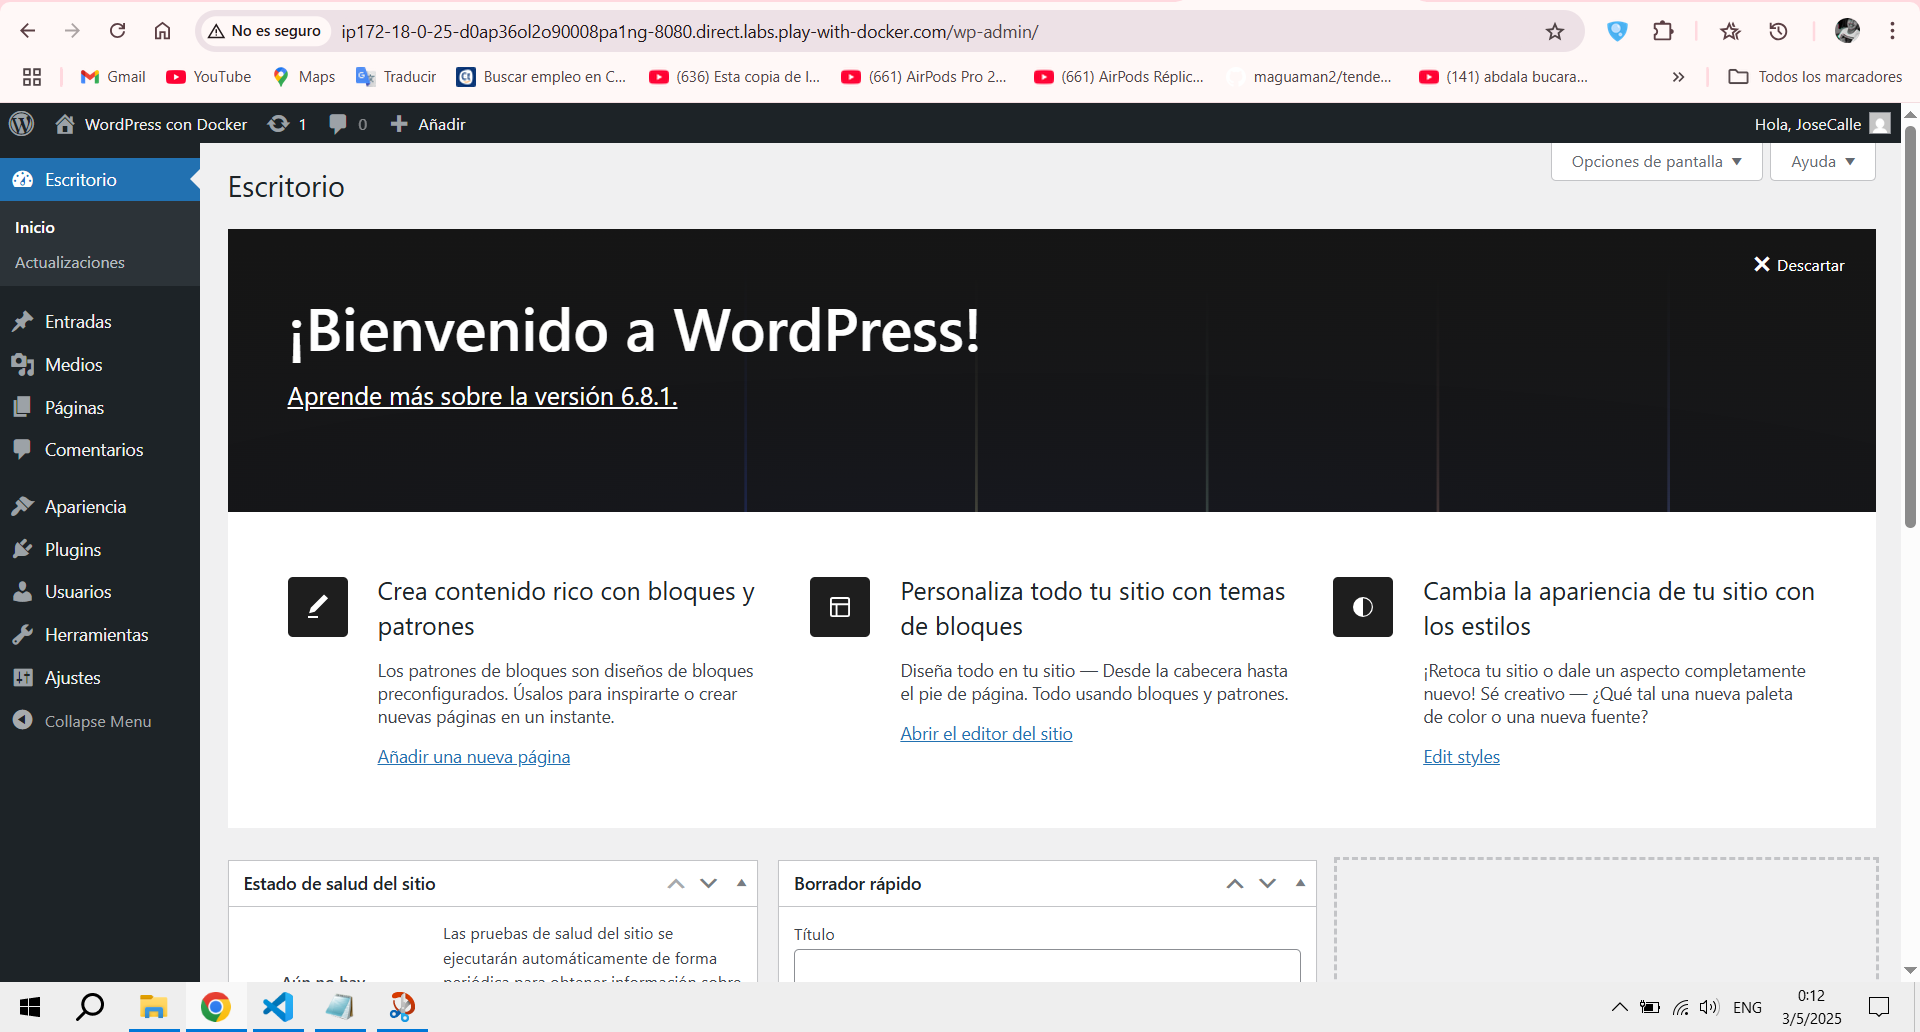 No es seguro
ip172-18-0-25-d0ap36ol2o90008pa1ng-8080.direct.labs.play-with-docker.com/wp-admin/
Gmail
YouTube
Maps
Traducir
Buscar empleo en C...
(636) Esta copia de l...
(661) AirPods Pro 2...
(661) AirPods Réplic...
maguaman2/tende...
(141) abdala bucara...
Todos los marcadores
WordPress con Docker
1
0
Añadir
Hola, JoseCalle
Escritorio
Inicio
Actualizaciones
Entradas
Medios
Páginas
Comentarios
Apariencia
Plugins
Usuarios
Herramientas
Ajustes
Collapse Menu
Opciones de pantalla
Ayuda
Escritorio
Descartar
¡Bienvenido a WordPress!
Aprende más sobre la versión 6.8.1.
Crea contenido rico con bloques y
patrones
Los patrones de bloques son diseños de bloques
preconfigurados. Úsalos para inspirarte o crear
nuevas páginas en un instante.
Añadir una nueva página
Personaliza todo tu sitio con temas
de bloques
Diseña todo en tu sitio — Desde la cabecera hasta
el pie de página. Todo usando bloques y patrones.
Abrir el editor del sitio
Cambia la apariencia de tu sitio con
los estilos
¡Retoca tu sitio o dale un aspecto completamente
nuevo! Sé creativo — ¿Qué tal una nueva paleta
de color o una nueva fuente?
Edit styles
Estado de salud del sitio
Aún no hay
Las pruebas de salud del sitio se
ejecutarán automáticamente de forma
periódica para obtener información sobre
Borrador rápido
Título
ENG
0:12
3/5/2025